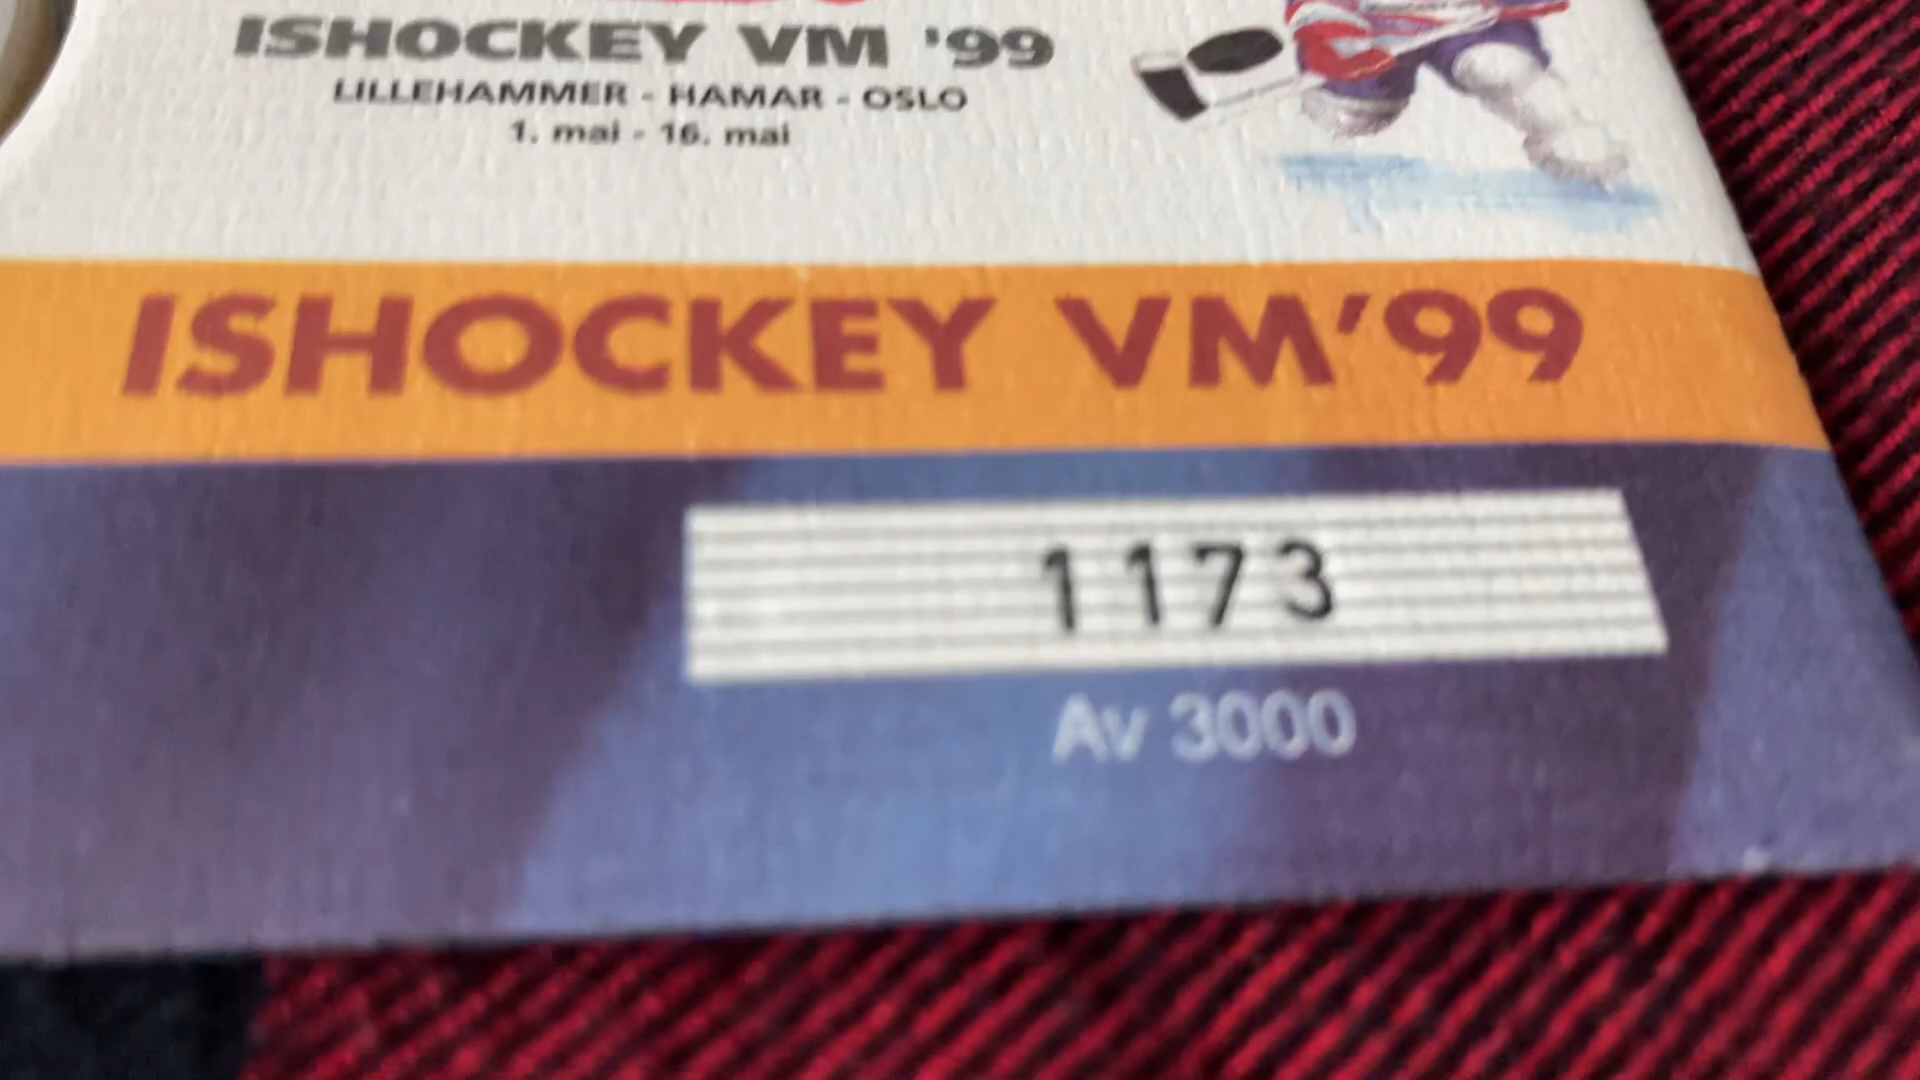 ISHOCKEY VM '99
LILLEHAMMER - HAMAR - OSLO
1. mai - 16. mai
ISHOCKEY VM'99
1173
Av 3000